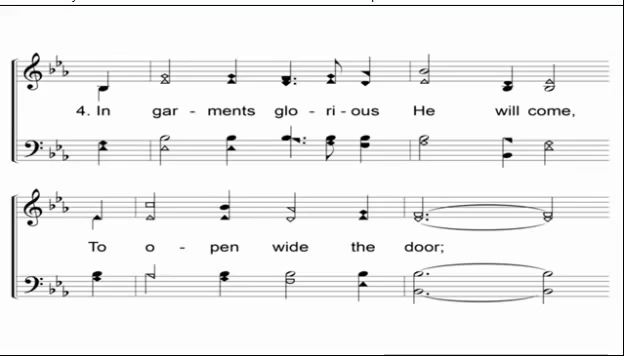 4. In gar - ments glo - ri - ous He will come,
To o - pen wide the door;